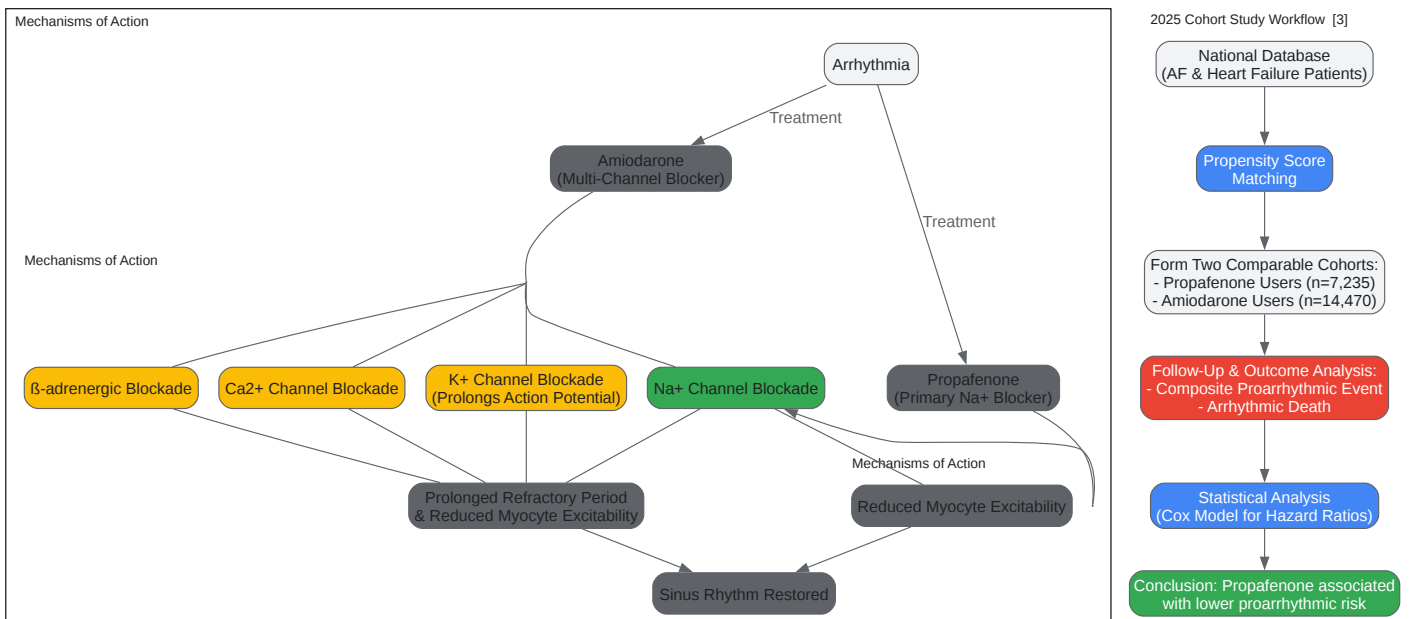 Mechanisms of Action
Arrhythmia
Treatment
Amiodarone
(Multi-Channel Blocker)
Treatment
Mechanisms of Action
ß-adrenergic Blockade
Ca2+ Channel Blockade
K+ Channel Blockade
(Prolongs Action Potential)
Na+ Channel Blockade
Propafenone
(Primary Na+ Blocker)
Mechanisms of Action
Prolonged Refractory Period
& Reduced Myocyte Excitability
Reduced Myocyte Excitability
Sinus Rhythm Restored
2025 Cohort Study Workflow [3]
National Database
(AF & Heart Failure Patients)
Propensity Score
Matching
Form Two Comparable Cohorts:
- Propafenone Users (n=7,235)
- Amiodarone Users (n=14,470)
Follow-Up & Outcome Analysis:
- Composite Proarrhythmic Event
- Arrhythmic Death
Statistical Analysis
(Cox Model for Hazard Ratios)
Conclusion: Propafenone associated
with lower proarrhythmic risk